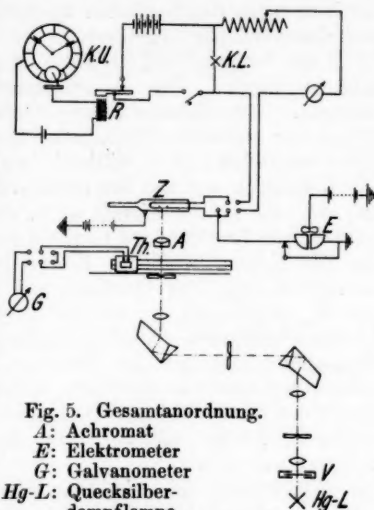 K.U.
R
K.L.
Z
E
A
Th.
G
V
Hg-L
Fig. 5. Gesamtanordnung.
A: Achromat
E: Elektrometer
G: Galvanometer
Hg-L: Quecksilber-
dampflampe